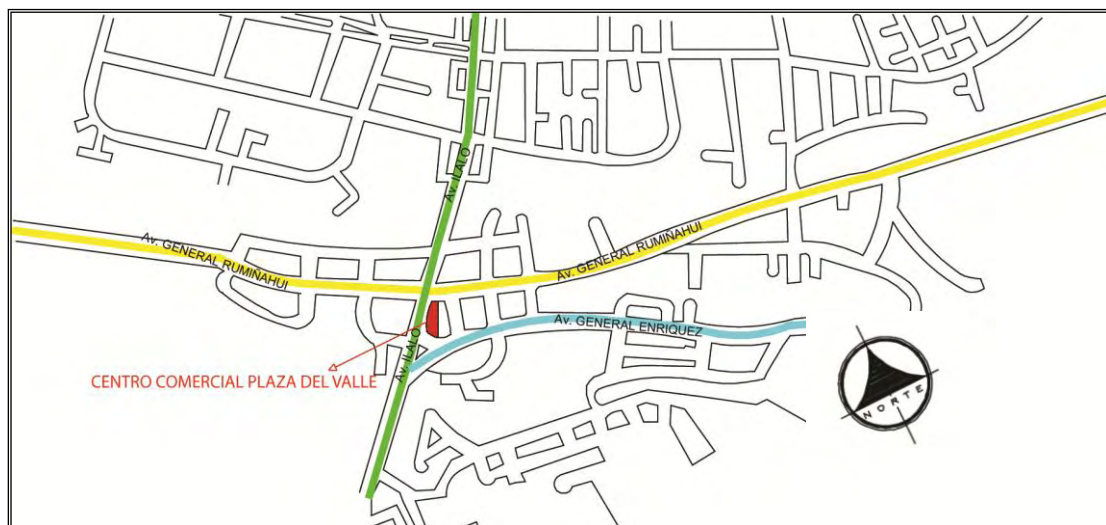 Av. ILALO
Av. GENERAL RUMIÑAHUI
Av. GENERAL RUMIÑAHUI
Av. GENERAL ENRIQUEZ
Av. ILALO
CENTRO COMERCIAL PLAZA DEL VALLE
NORTE